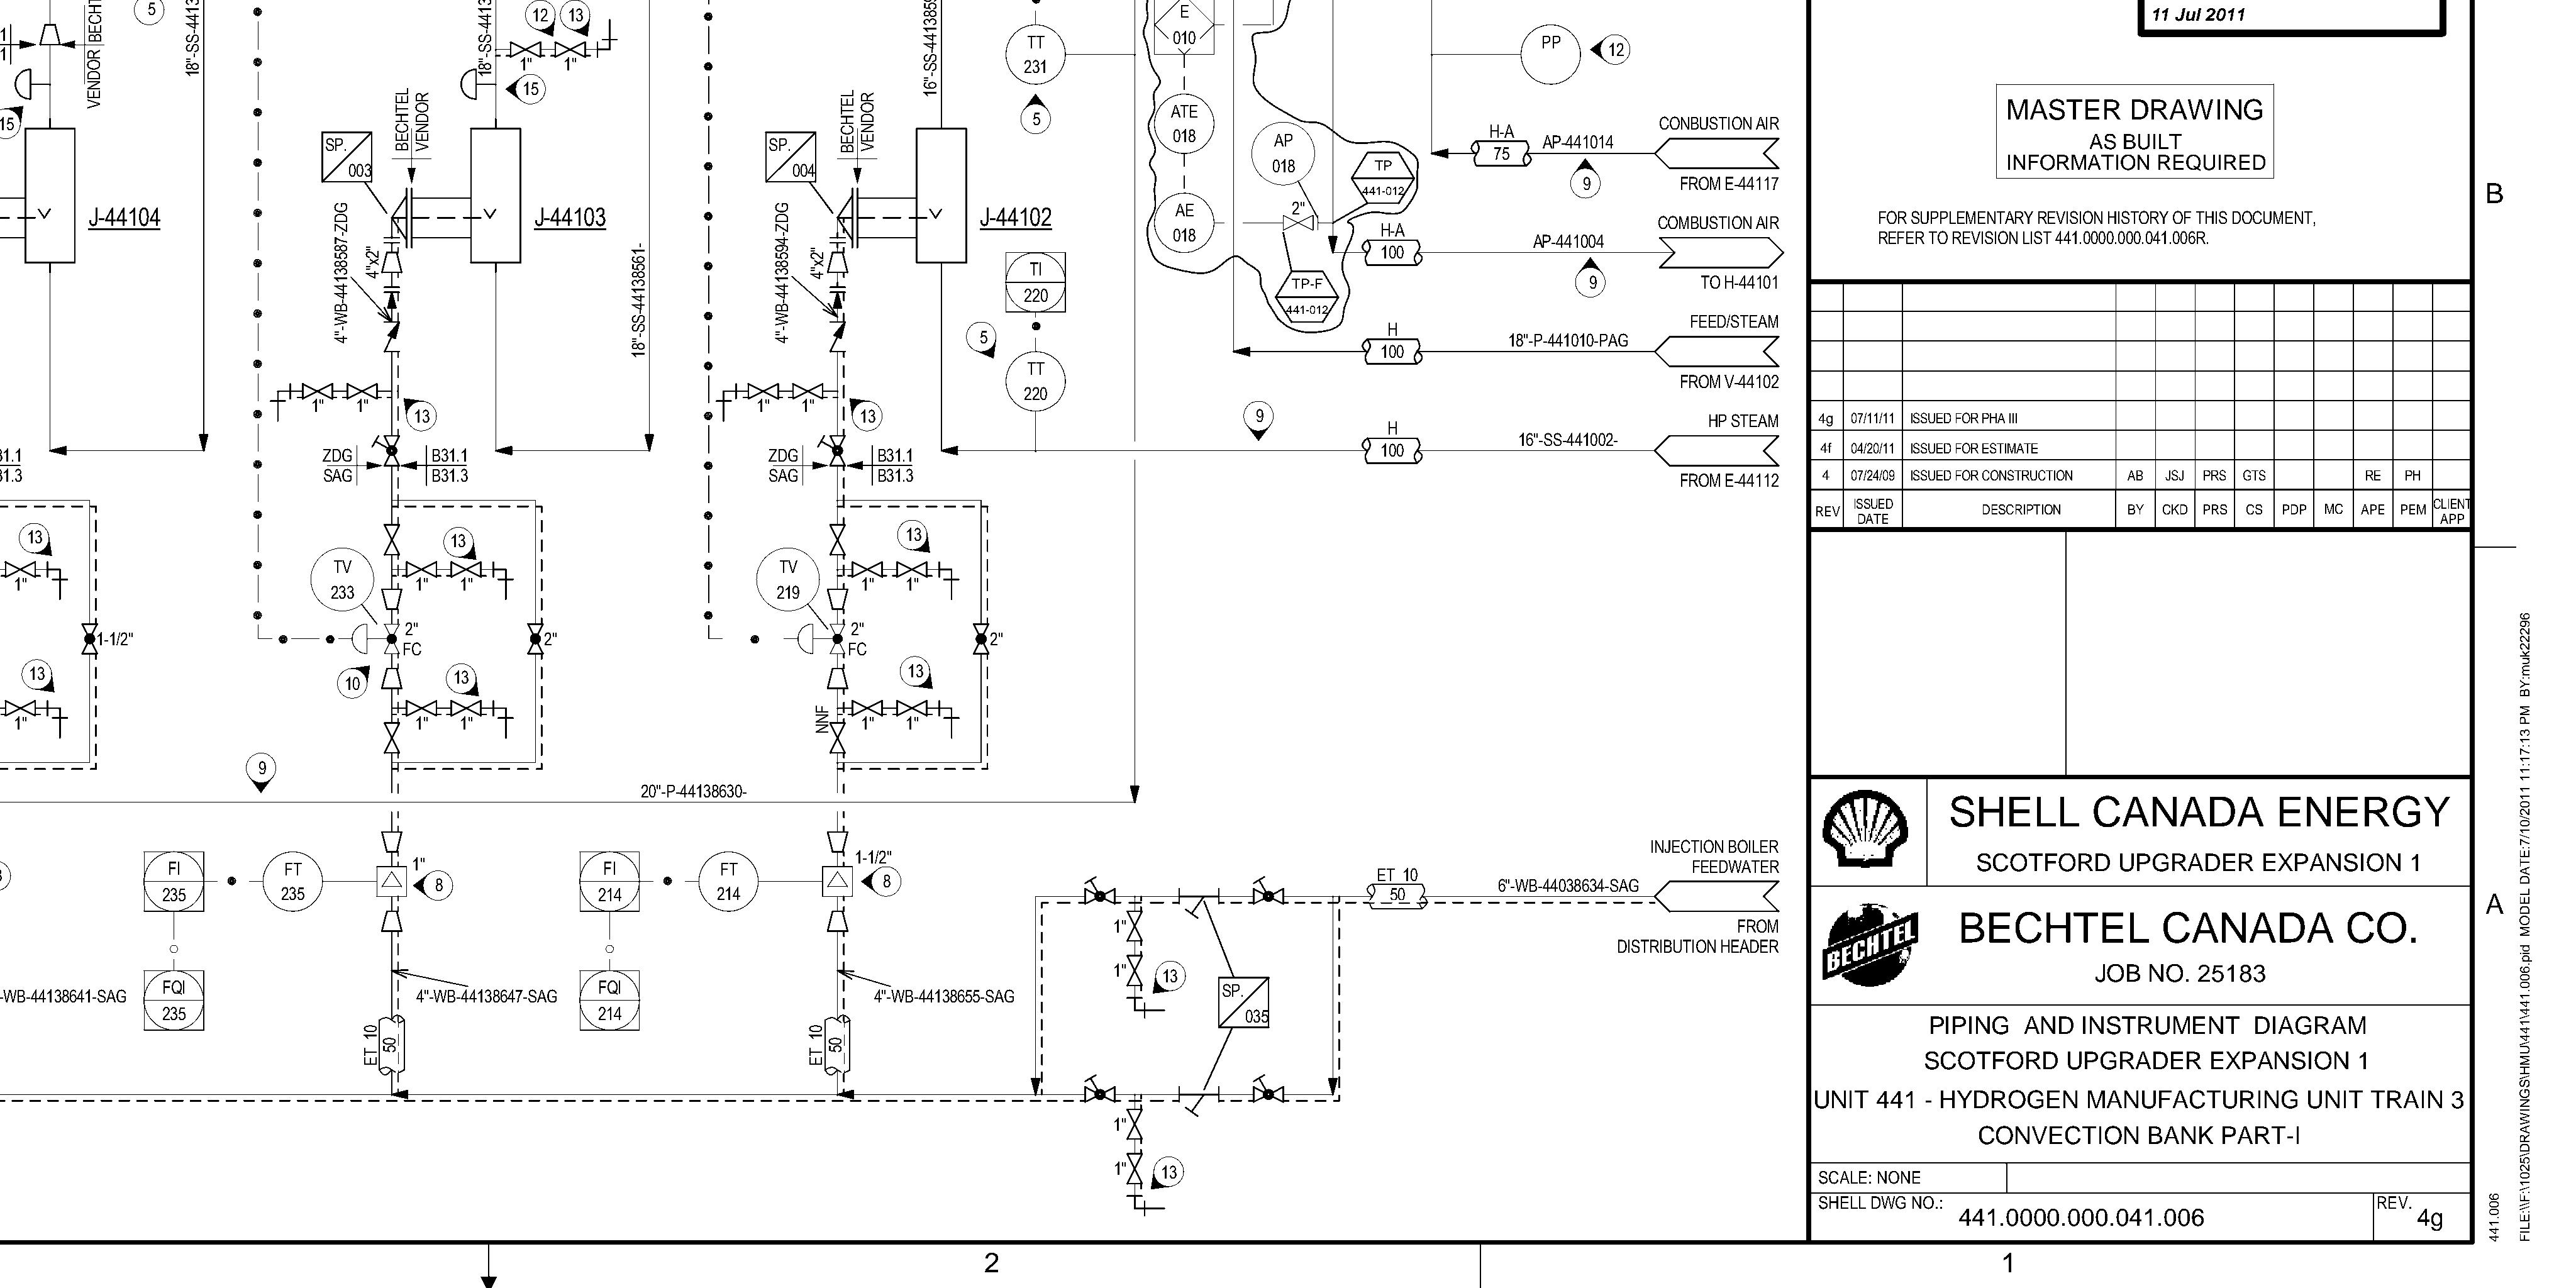 11 Jul 2011
MASTER DRAWING
AS BUILT
INFORMATION REQUIRED
FOR SUPPLEMENTARY REVISION HISTORY OF THIS DOCUMENT,
REFER TO REVISION LIST 441.0000.000.041.006R.
4g 07/11/11 ISSUED FOR PHA III
4f 04/20/11 ISSUED FOR ESTIMATE
4 07/24/09 ISSUED FOR CONSTRUCTION AB JSJ PRS GTS RE PH
REV ISSUED DATE DESCRIPTION BY CKD PRS CS PDP MC APE PEM CLIENT APP
SHELL CANADA ENERGY
SCOTFORD UPGRADER EXPANSION 1
BECHTEL
BECHTEL CANADA CO.
JOB NO. 25183
PIPING AND INSTRUMENT DIAGRAM
SCOTFORD UPGRADER EXPANSION 1
UNIT 441 - HYDROGEN MANUFACTURING UNIT TRAIN 3
CONVECTION BANK PART-I
SCALE: NONE
SHELL DWG NO.:
441.0000.000.041.006
REV.
4g
B
A
2
1
441.006
FILE:\\F:\1025\DRAWINGS\HMU\441\441.006.pid MODEL DATE:7/10/2011 11:17:13 PM BY:muk22296
5
VENDOR
15
J-44104
12
13
1"
1"
15
BECHTEL
VENDOR
SP.
003
J-44103
4"-WB-44138587-ZDG
4"x2"
18"-SS-44138561-
1"
1"
13
ZDG
SAG
B31.1
B31.3
13
1"
1"
TV
233
2"
FC
2"
10
13
1"
1"
13
1"
1-1/2"
13
1"
9
20"-P-44138630-
FI
235
FT
235
1"
8
FQI
235
4"-WB-44138647-SAG
ET 10
50
BECHTEL
VENDOR
SP.
004
J-44102
4"-WB-44138594-ZDG
4"x2"
1"
1"
13
ZDG
SAG
B31.1
B31.3
13
1"
1"
TV
219
2"
FC
2"
13
1"
1"
NNF
FI
214
FT
214
1-1/2"
8
FQI
214
4"-WB-44138655-SAG
ET 10
50
-WB-44138641-SAG
TT
231
5
TI
220
5
TT
220
E
010
ATE
018
AE
018
AP
018
2"
TP
441-012
TP-F
441-012
PP
12
CONBUSTION AIR
H-A
75
AP-441014
9
FROM E-44117
COMBUSTION AIR
H-A
100
AP-441004
9
TO H-44101
FEED/STEAM
H
100
18"-P-441010-PAG
FROM V-44102
HP STEAM
9
H
100
16"-SS-441002-
FROM E-44112
INJECTION BOILER
FEEDWATER
ET 10
50
6"-WB-44038634-SAG
FROM
DISTRIBUTION HEADER
1"
1"
13
SP.
035
1"
1"
13